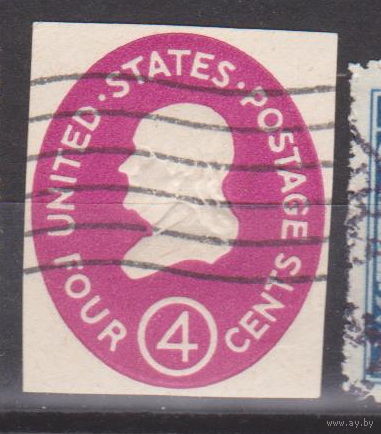 UNITED · STATES · POSTAGE
FOUR 4 CENTS
www.ay.by